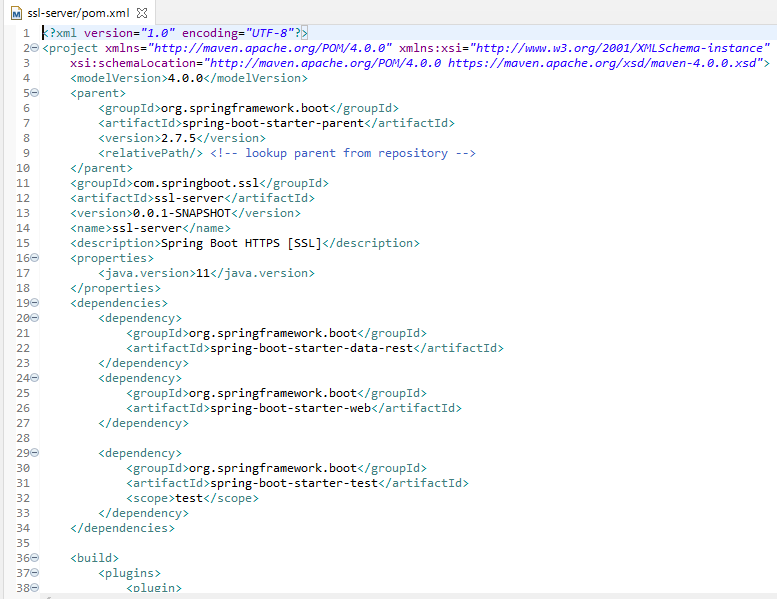 ssl-server/pom.xml
1 <?xml version="1.0" encoding="UTF-8"?>
2 <project xmlns="http://maven.apache.org/POM/4.0.0" xmlns:xsi="http://www.w3.org/2001/XMLSchema-instance"
3 xsi:schemaLocation="http://maven.apache.org/POM/4.0.0 https://maven.apache.org/xsd/maven-4.0.0.xsd">
4 <modelVersion>4.0.0</modelVersion>
5 <parent>
6 <groupId>org.springframework.boot</groupId>
7 <artifactId>spring-boot-starter-parent</artifactId>
8 <version>2.7.5</version>
9 <relativePath/> <!-- lookup parent from repository -->
10 </parent>
11 <groupId>com.springboot.ssl</groupId>
12 <artifactId>ssl-server</artifactId>
13 <version>0.0.1-SNAPSHOT</version>
14 <name>ssl-server</name>
15 <description>Spring Boot HTTPS [SSL]</description>
16 <properties>
17 <java.version>11</java.version>
18 </properties>
19 <dependencies>
20 <dependency>
21 <groupId>org.springframework.boot</groupId>
22 <artifactId>spring-boot-starter-data-rest</artifactId>
23 </dependency>
24 <dependency>
25 <groupId>org.springframework.boot</groupId>
26 <artifactId>spring-boot-starter-web</artifactId>
27 </dependency>
28
29 <dependency>
30 <groupId>org.springframework.boot</groupId>
31 <artifactId>spring-boot-starter-test</artifactId>
32 <scope>test</scope>
33 </dependency>
34 </dependencies>
35
36 <build>
37 <plugins>
38 <plugin>